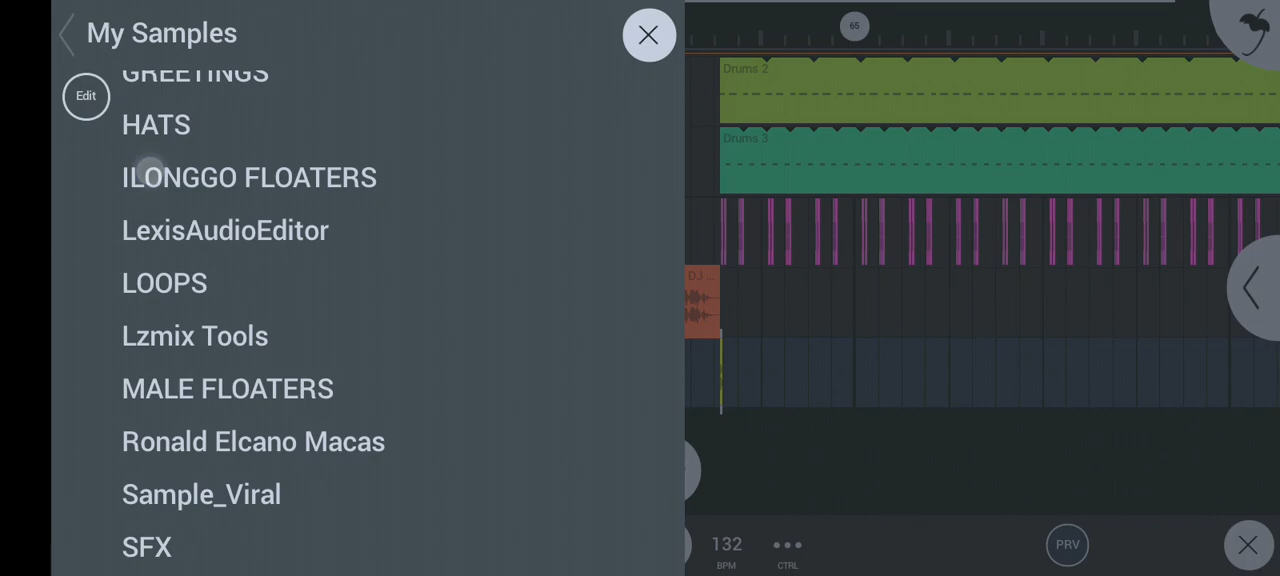 My Samples
Edit
GREETINGS
HATS
ILONGGO FLOATERS
LexisAudioEditor
LOOPS
Lzmix Tools
MALE FLOATERS
Ronald Elcano Macas
Sample_Viral
SFX
65
Drums 2
Drums 3
DJ ...
132
BPM
CTRL
PRV